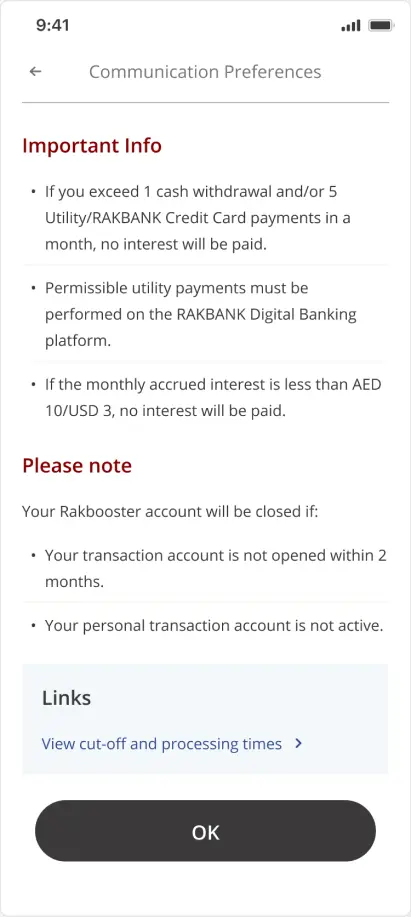 9:41
Communication Preferences
Important Info
• If you exceed 1 cash withdrawal and/or 5
Utility/RAKBANK Credit Card payments in a
month, no interest will be paid.
• Permissible utility payments must be
performed on the RAKBANK Digital Banking
platform.
• If the monthly accrued interest is less than AED
10/USD 3, no interest will be paid.
Please note
Your Rakbooster account will be closed if:
• Your transaction account is not opened within 2
months.
• Your personal transaction account is not active.
Links
View cut-off and processing times
OK